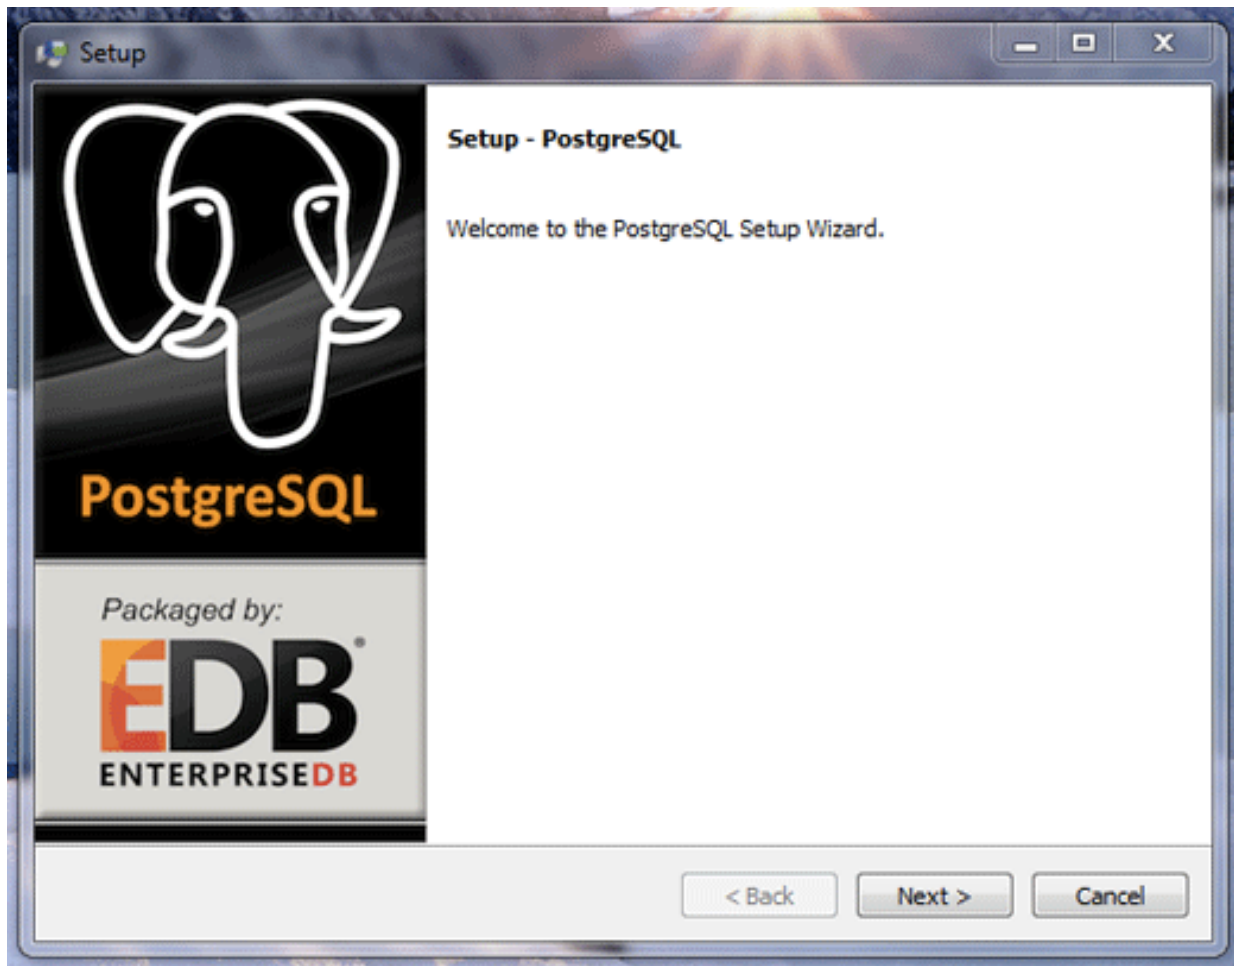 Setup
Setup - PostgreSQL
Welcome to the PostgreSQL Setup Wizard.
PostgreSQL
Packaged by:
EDB®
ENTERPRISEDB
< Back
Next >
Cancel